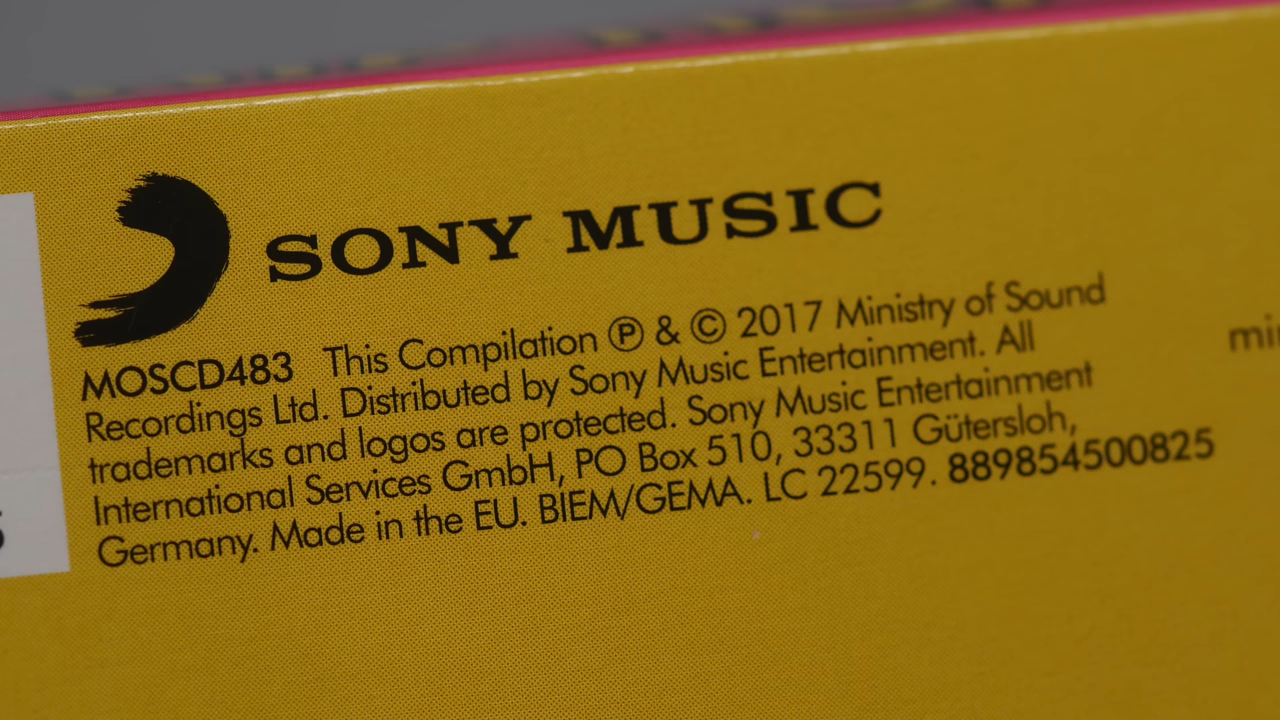 SONY MUSIC
MOSCD483 This Compilation ℗ & © 2017 Ministry of Sound
Recordings Ltd. Distributed by Sony Music Entertainment. All
trademarks and logos are protected. Sony Music Entertainment
International Services GmbH, PO Box 510, 33311 Gütersloh,
Germany. Made in the EU. BIEM/GEMA. LC 22599. 889854500825